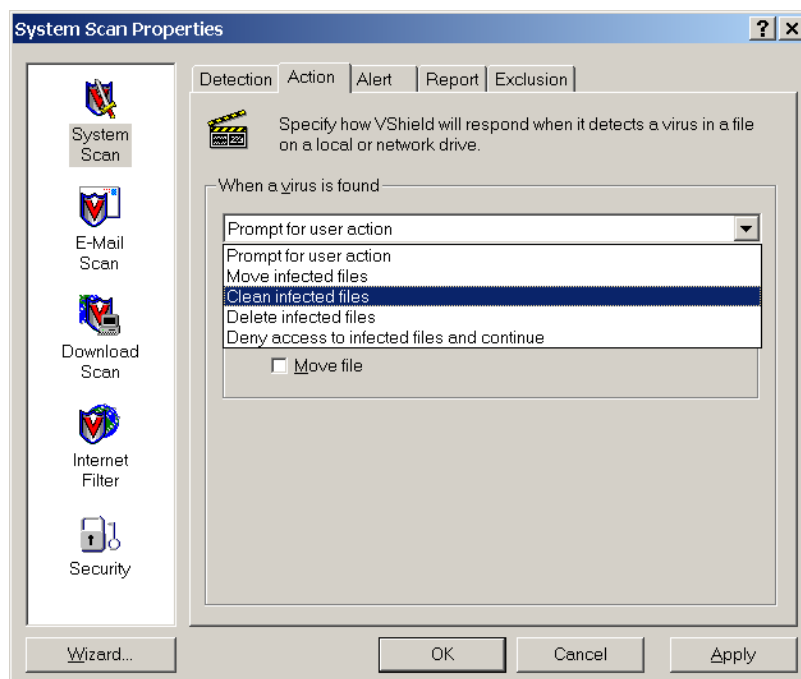 System Scan Properties
System
Scan
E-Mail
Scan
Download
Scan
Internet
Filter
Security
Detection
Action
Alert
Report
Exclusion
Specify how VShield will respond when it detects a virus in a file
on a local or network drive.
When a virus is found
Prompt for user action
Prompt for user action
Move infected files
Clean infected files
Delete infected files
Deny access to infected files and continue
Move file
Wizard...
OK
Cancel
Apply